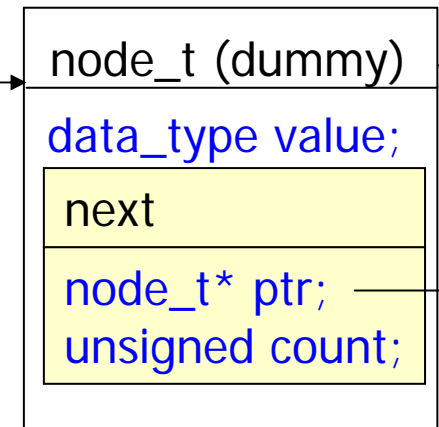 node_t (dummy)
data_type value;
next
node_t* ptr;
unsigned count;